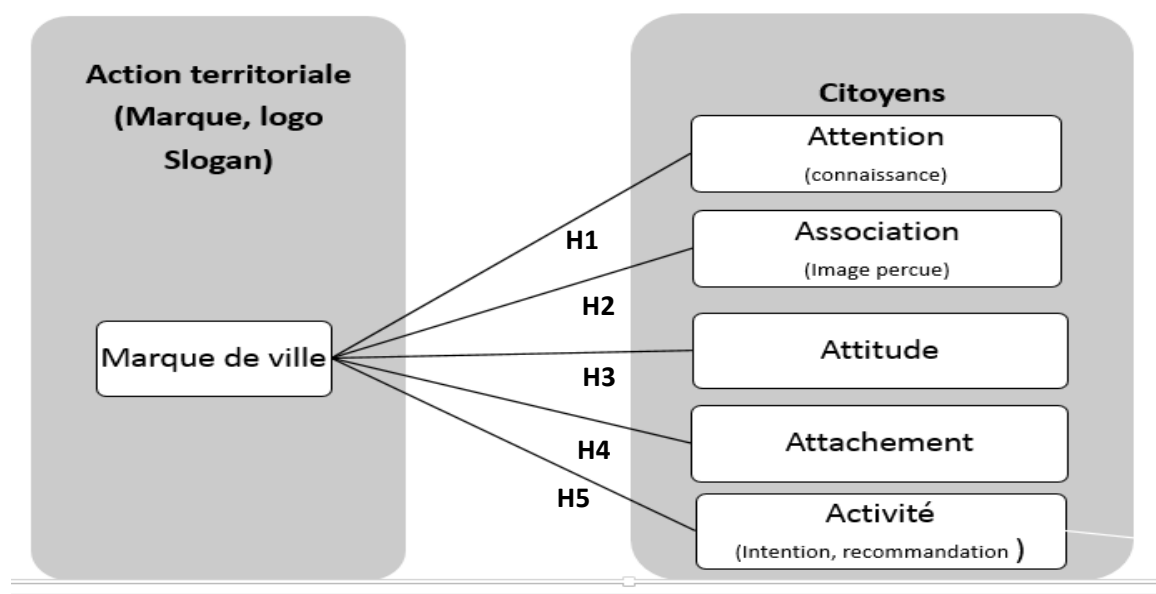 Action territoriale
(Marque, logo
Slogan)
Marque de ville
H1
H2
H3
H4
H5
Citoyens
Attention
(connaissance)
Association
(Image percue)
Attitude
Attachement
Activité
(Intention, recommandation )